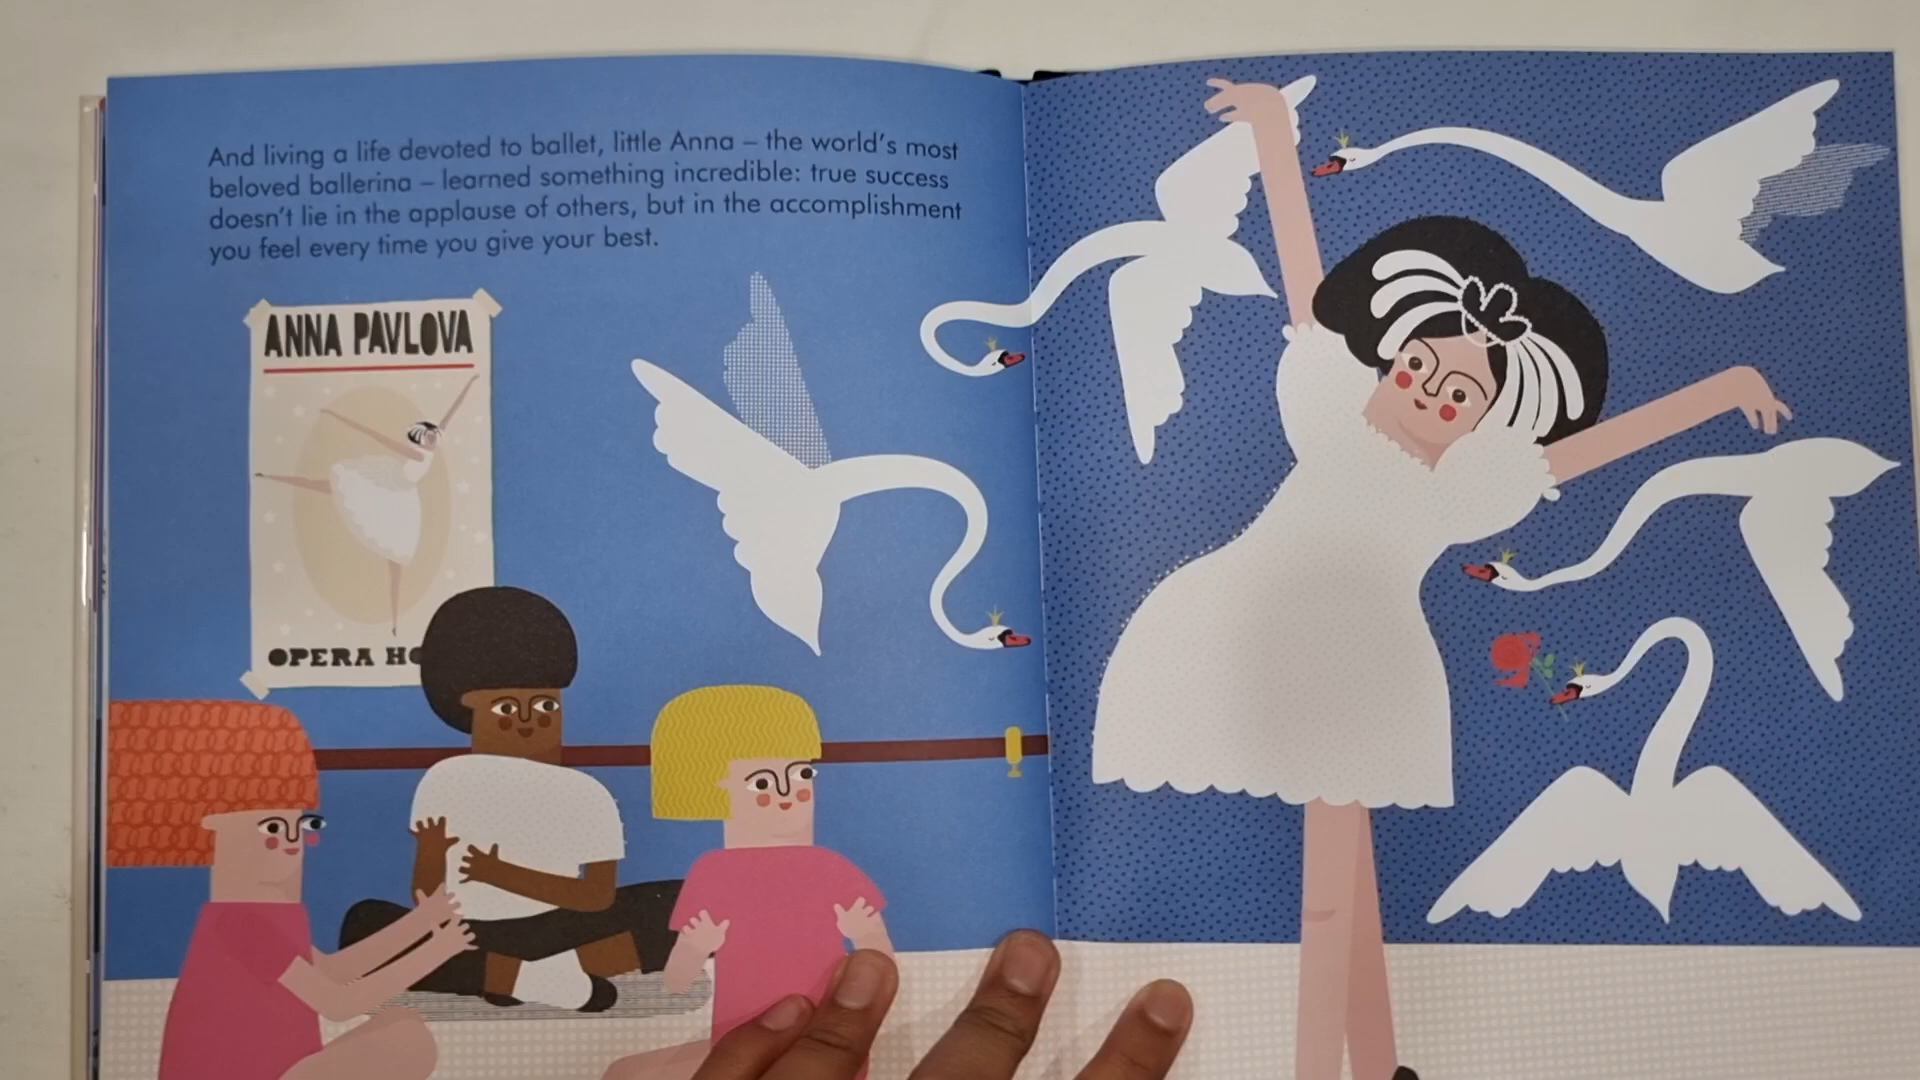 And living a life devoted to ballet, little Anna – the world's most
beloved ballerina – learned something incredible: true success
doesn't lie in the applause of others, but in the accomplishment
you feel every time you give your best.
ANNA PAVLOVA
OPERA HO